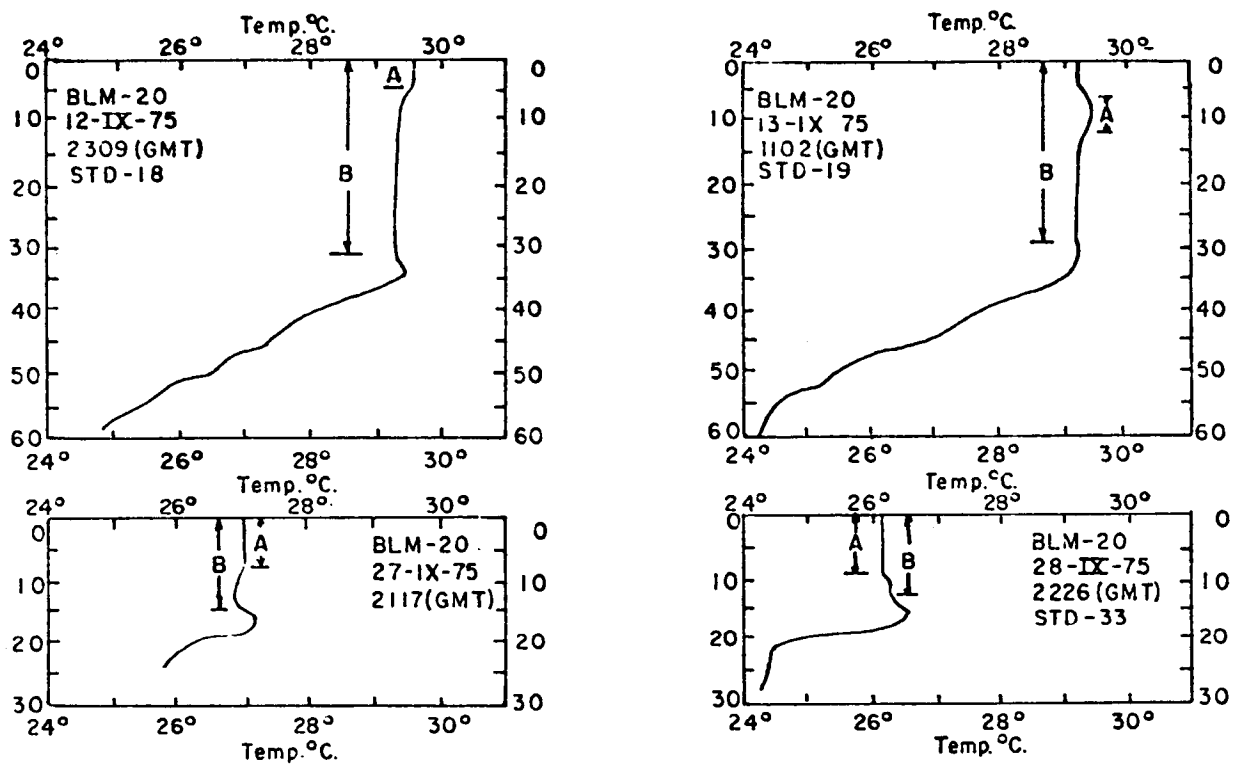 Temp.°C.
24° 26° 28° 30°
0 0
A
BLM-20
10 10
12-IX-75
2309(GMT)
STD-18
B
20 20
30 30
40 40
50 50
60 60
24° 26° 28° 30°
Temp.°C.
Temp.°C.
24° 26° 28° 30°-
0 0
BLM-20
10 A 10
13-IX 75
1102(GMT)
STD-19
B
20 20
30 30
40 40
50 50
60 60
24° 26° 28° 30°
Temp.°C.
24° 26° 28° 30°
0 0
A
BLM-20
B
27-IX-75
10 10
2117(GMT)
20 20
30 30
24° 26° 28° 30°
Temp.°C.
24° 26° 28° 30°
0 0
A
BLM-20
B
28-IX-75
10 10
2226(GMT)
STD-33
20 20
30 30
24° 26° 28° 30°
Temp.°C.